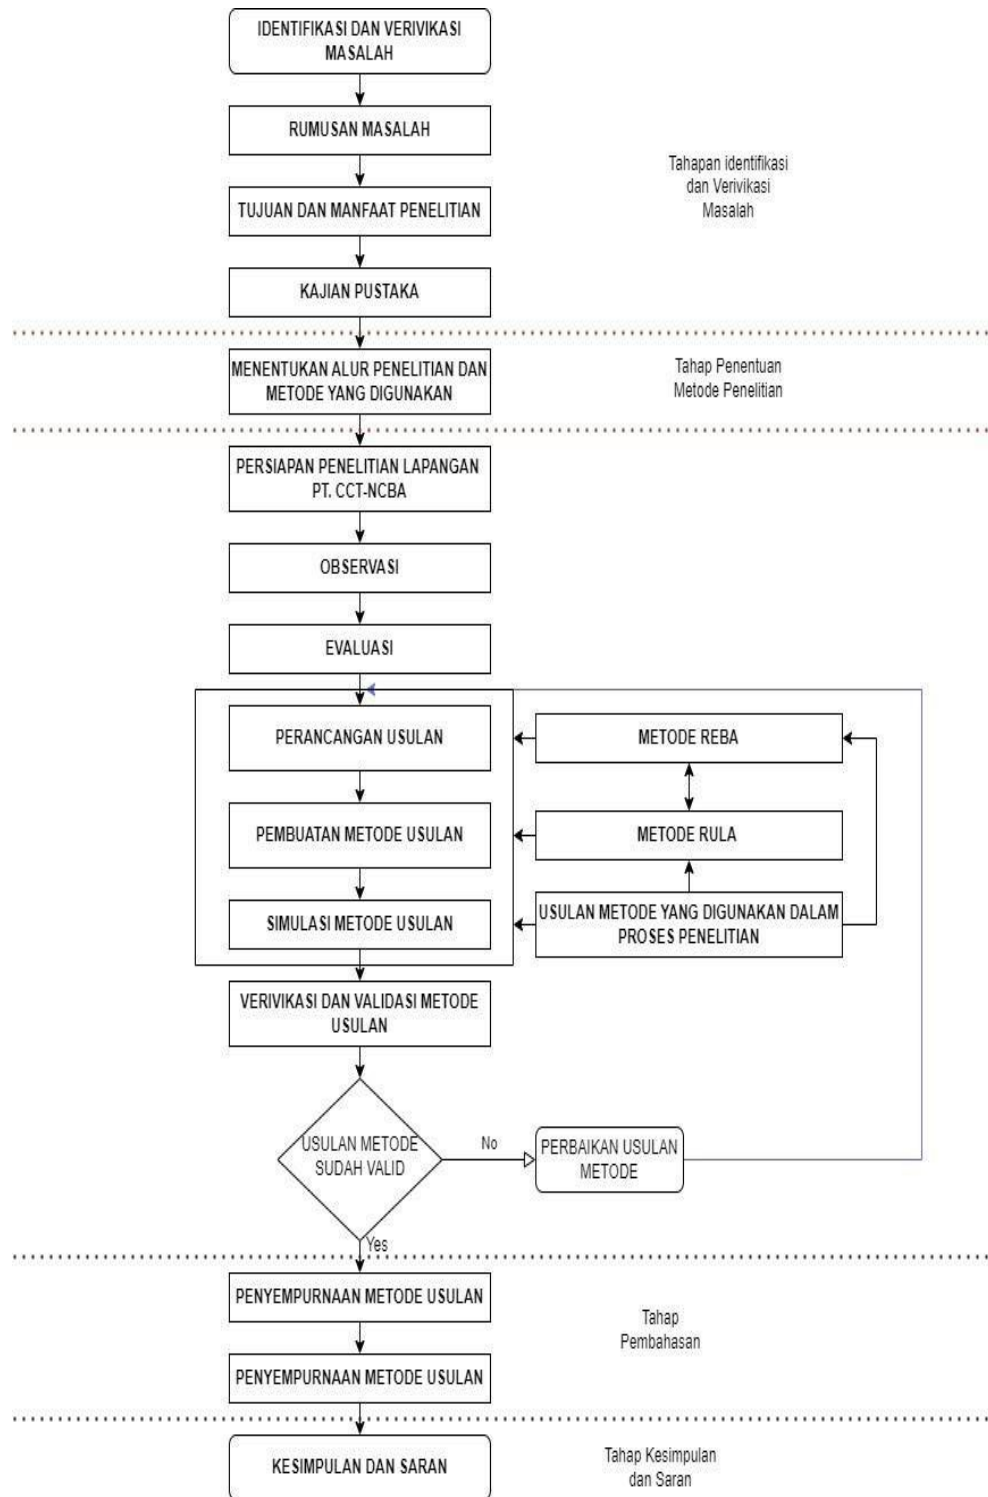 IDENTIFIKASI DAN VERIVIKASI
MASALAH
RUMUSAN MASALAH
Tahapan identifikasi
dan Verivikasi
Masalah
TUJUAN DAN MANFAAT PENELITIAN
KAJIAN PUSTAKA
MENENTUKAN ALUR PENELITIAN DAN
METODE YANG DIGUNAKAN
Tahap Penentuan
Metode Penelitian
PERSIAPAN PENELITIAN LAPANGAN
PT. CCT-NCBA
OBSERVASI
EVALUASI
PERANCANGAN USULAN
METODE REBA
PEMBUATAN METODE USULAN
METODE RULA
SIMULASI METODE USULAN
USULAN METODE YANG DIGUNAKAN DALAM
PROSES PENELITIAN
VERIVIKASI DAN VALIDASI METODE
USULAN
USULAN METODE
SUDAH VALID
No
PERBAIKAN USULAN
METODE
Yes
PENYEMPURNAAN METODE USULAN
Tahap
Pembahasan
PENYEMPURNAAN METODE USULAN
KESIMPULAN DAN SARAN
Tahap Kesimpulan
dan Saran